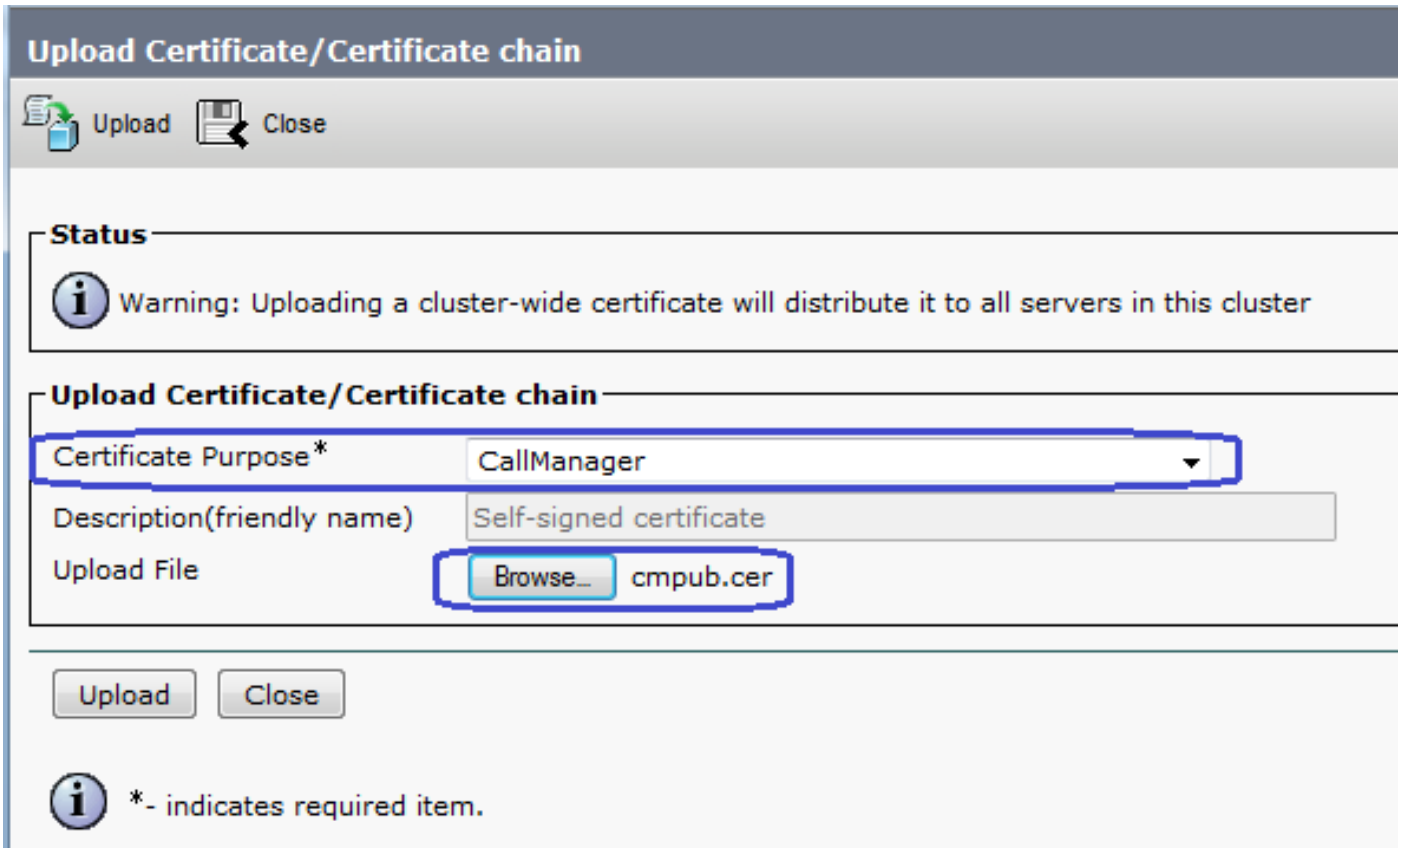 Upload Certificate/Certificate chain
Upload Close
Status
Warning: Uploading a cluster-wide certificate will distribute it to all servers in this cluster
Upload Certificate/Certificate chain
Certificate Purpose* CallManager
Description(friendly name) Self-signed certificate
Upload File Browse... cmpub.cer
Upload Close
*- indicates required item.